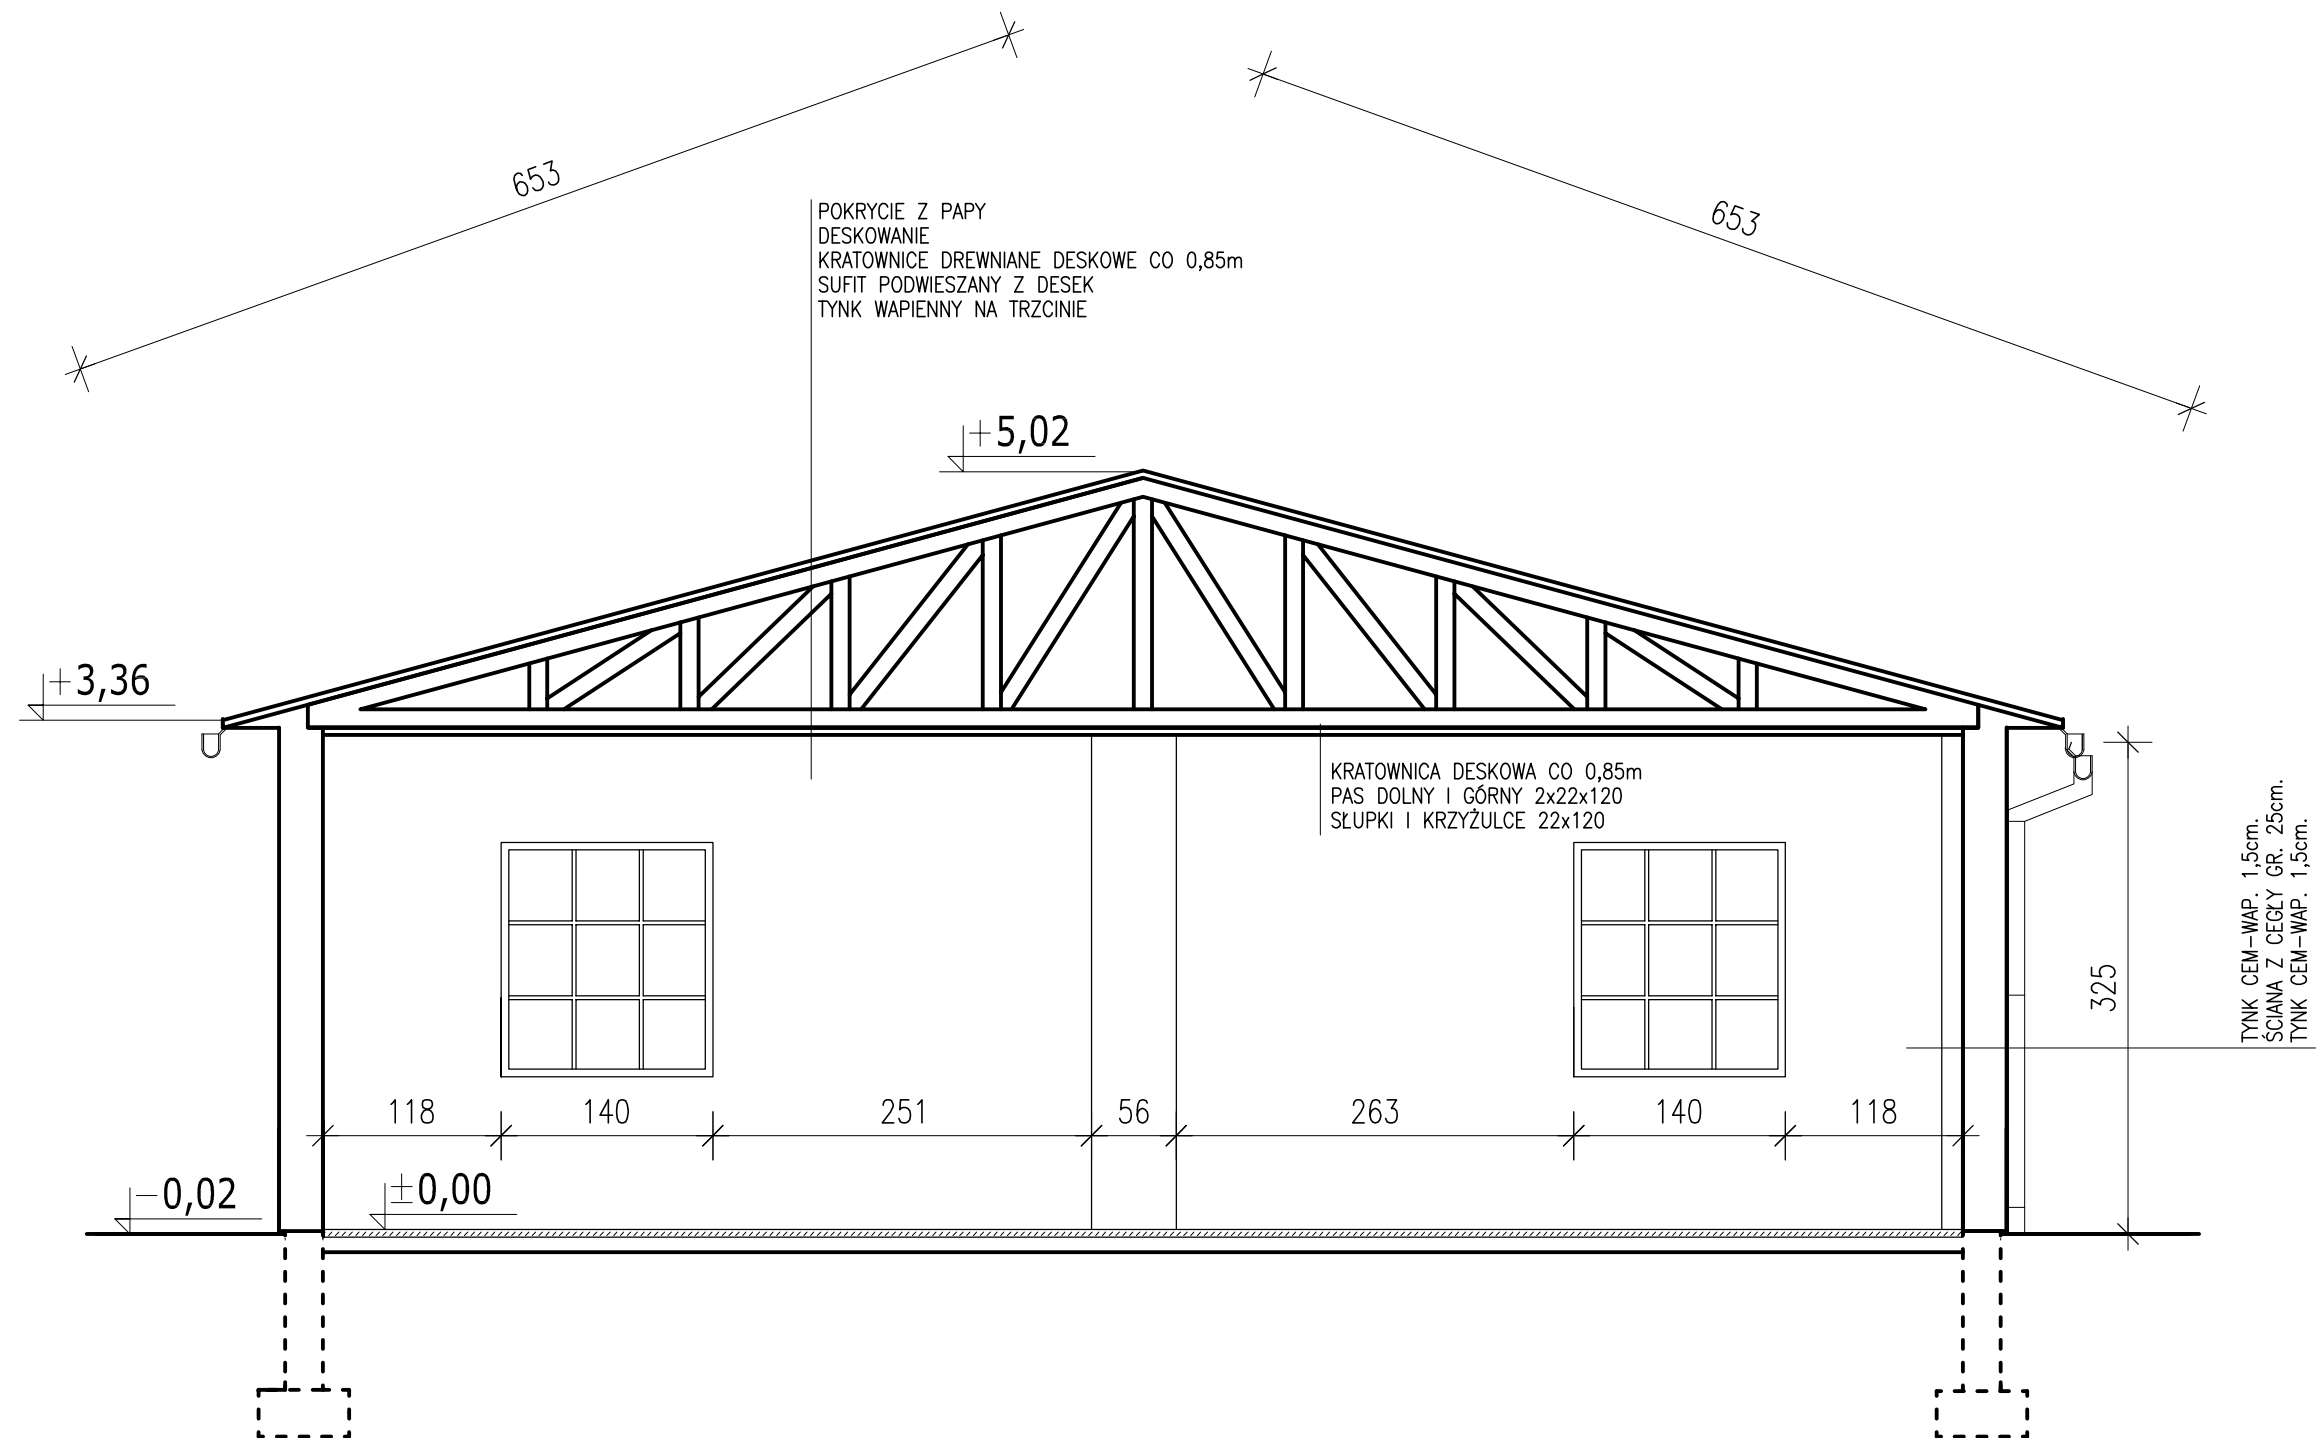 653
653
POKRYCIE Z PAPY
DESKOWANIE
KRATOWNICE DREWNIANE DESKOWE CO 0,85m
SUFIT PODWIESZANY Z DESEK
TYNK WAPIENNY NA TRZCINIE
+5,02
+3,36
KRATOWNICA DESKOWA CO 0,85m
PAS DOLNY I GÓRNY 2x22x120
SŁUPKI I KRZYŻULCE 22x120
TYNK CEM-WAP. 1,5cm.
ŚCIANA Z CEGŁY GR. 25cm.
TYNK CEM-WAP. 1,5cm.
325
118 140 251 56 263 140 118
-0,02
±0,00